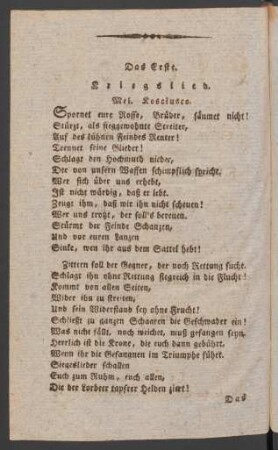 Das Erste.
Kriegslied.
Mel. Kosciusco.
Spornet eure Rosse, Brüder, säumet nicht!
Stürzt, als sieggewohnte Streiter,
Auf des kühnen Feindes Reuter!
Trennet seine Glieder!
Schlagt den Hochmuth nieder,
Der von unsern Waffen schimpflich spricht,
Wer sich über uns erhebt,
Ist nicht würdig, daß er lebt.
Zeugt ihm, daß wir ihn nicht scheuen!
Wer uns trotzt, der soll's bereuen.
Stürmt der Feinde Schanzen,
Und vor euren Lanzen
Sinke, wen ihr aus dem Sattel hebt!
Zittern soll der Gegner, der noch Rettung sucht.
Schlagt ihn ohne Rettung siegreich in die Flucht!
Kommt von allen Seiten,
Wider ihn zu streiten,
Und sein Widerstand sey ohne Frucht!
Schließt zu ganzen Schaaren die Geschwader ein!
Was nicht fällt, noch weichet, muß gefangen seyn.
Herrlich ist die Krone, die euch dann gebührt,
Wenn ihr die Gefangnen im Triumphe führt.
Siegeslieder schallen
Euch zum Ruhm, euch allen,
Die der Lorbeer tapfrer Helden ziert!
Das